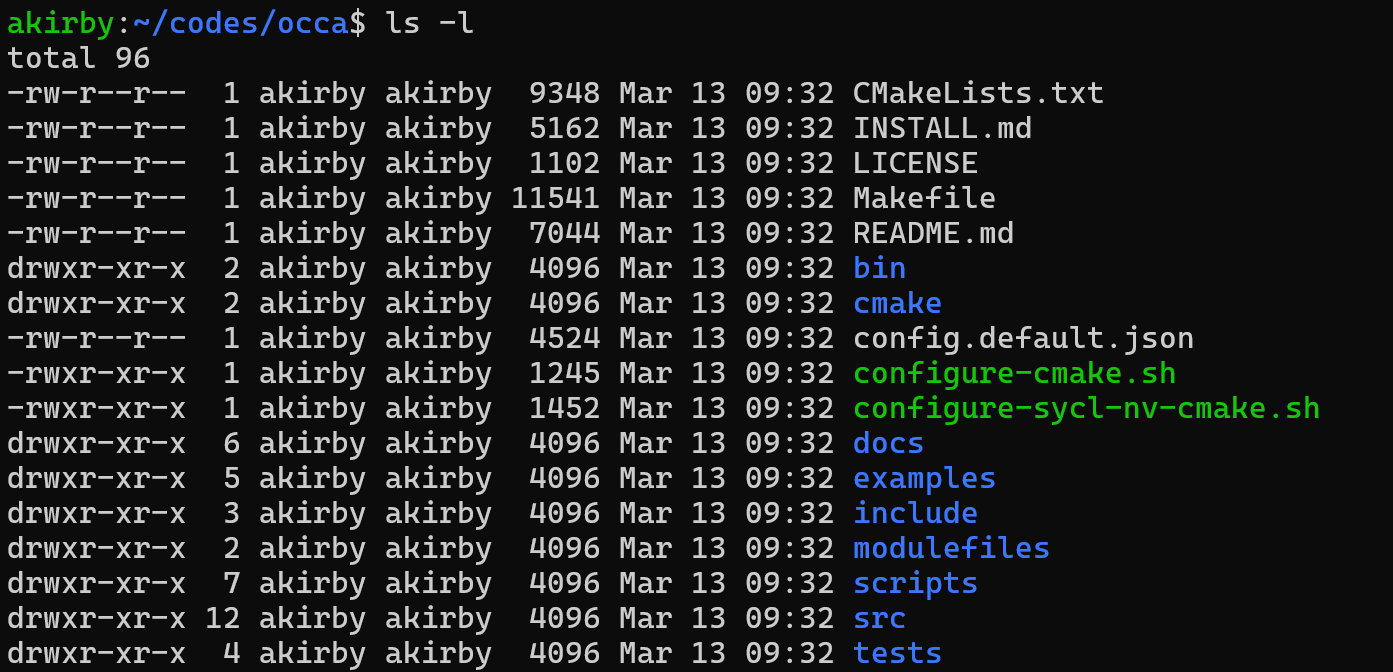 akirby:~/codes/occa$ ls -l
total 96
-rw-r--r--  1 akirby akirby  9348 Mar 13 09:32 CMakeLists.txt
-rw-r--r--  1 akirby akirby  5162 Mar 13 09:32 INSTALL.md
-rw-r--r--  1 akirby akirby  1102 Mar 13 09:32 LICENSE
-rw-r--r--  1 akirby akirby 11541 Mar 13 09:32 Makefile
-rw-r--r--  1 akirby akirby  7044 Mar 13 09:32 README.md
drwxr-xr-x  2 akirby akirby  4096 Mar 13 09:32 bin
drwxr-xr-x  2 akirby akirby  4096 Mar 13 09:32 cmake
-rw-r--r--  1 akirby akirby  4524 Mar 13 09:32 config.default.json
-rwxr-xr-x  1 akirby akirby  1245 Mar 13 09:32 configure-cmake.sh
-rwxr-xr-x  1 akirby akirby  1452 Mar 13 09:32 configure-sycl-nv-cmake.sh
drwxr-xr-x  6 akirby akirby  4096 Mar 13 09:32 docs
drwxr-xr-x  5 akirby akirby  4096 Mar 13 09:32 examples
drwxr-xr-x  3 akirby akirby  4096 Mar 13 09:32 include
drwxr-xr-x  2 akirby akirby  4096 Mar 13 09:32 modulefiles
drwxr-xr-x  7 akirby akirby  4096 Mar 13 09:32 scripts
drwxr-xr-x 12 akirby akirby  4096 Mar 13 09:32 src
drwxr-xr-x  4 akirby akirby  4096 Mar 13 09:32 tests